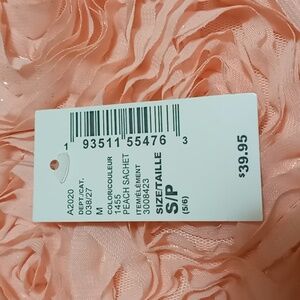 1 93511 55476 3
A2020
DEPT./CAT.
038/27
M
COLOR/COULEUR
1455
PEACH SACHET
ITEM/ELÉMENT
3008423
SIZE/TAILLE
S/P
(5/6)
$39.95